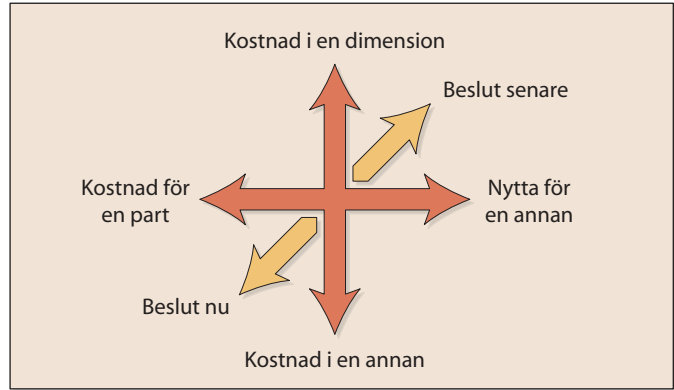 Kostnad i en dimension
Beslut senare
Kostnad för
en part
Nytta för
en annan
Beslut nu
Kostnad i en annan